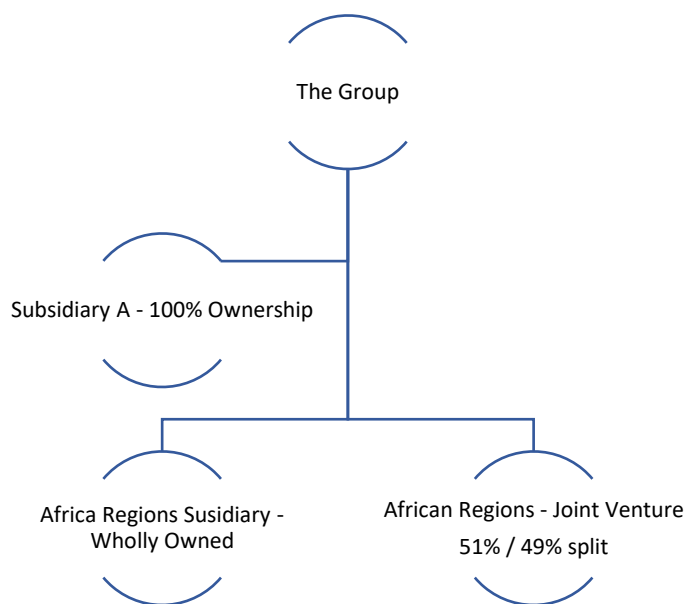 The Group
Subsidiary A - 100% Ownership
Africa Regions Susidiary -
Wholly Owned
African Regions - Joint Venture
51% / 49% split